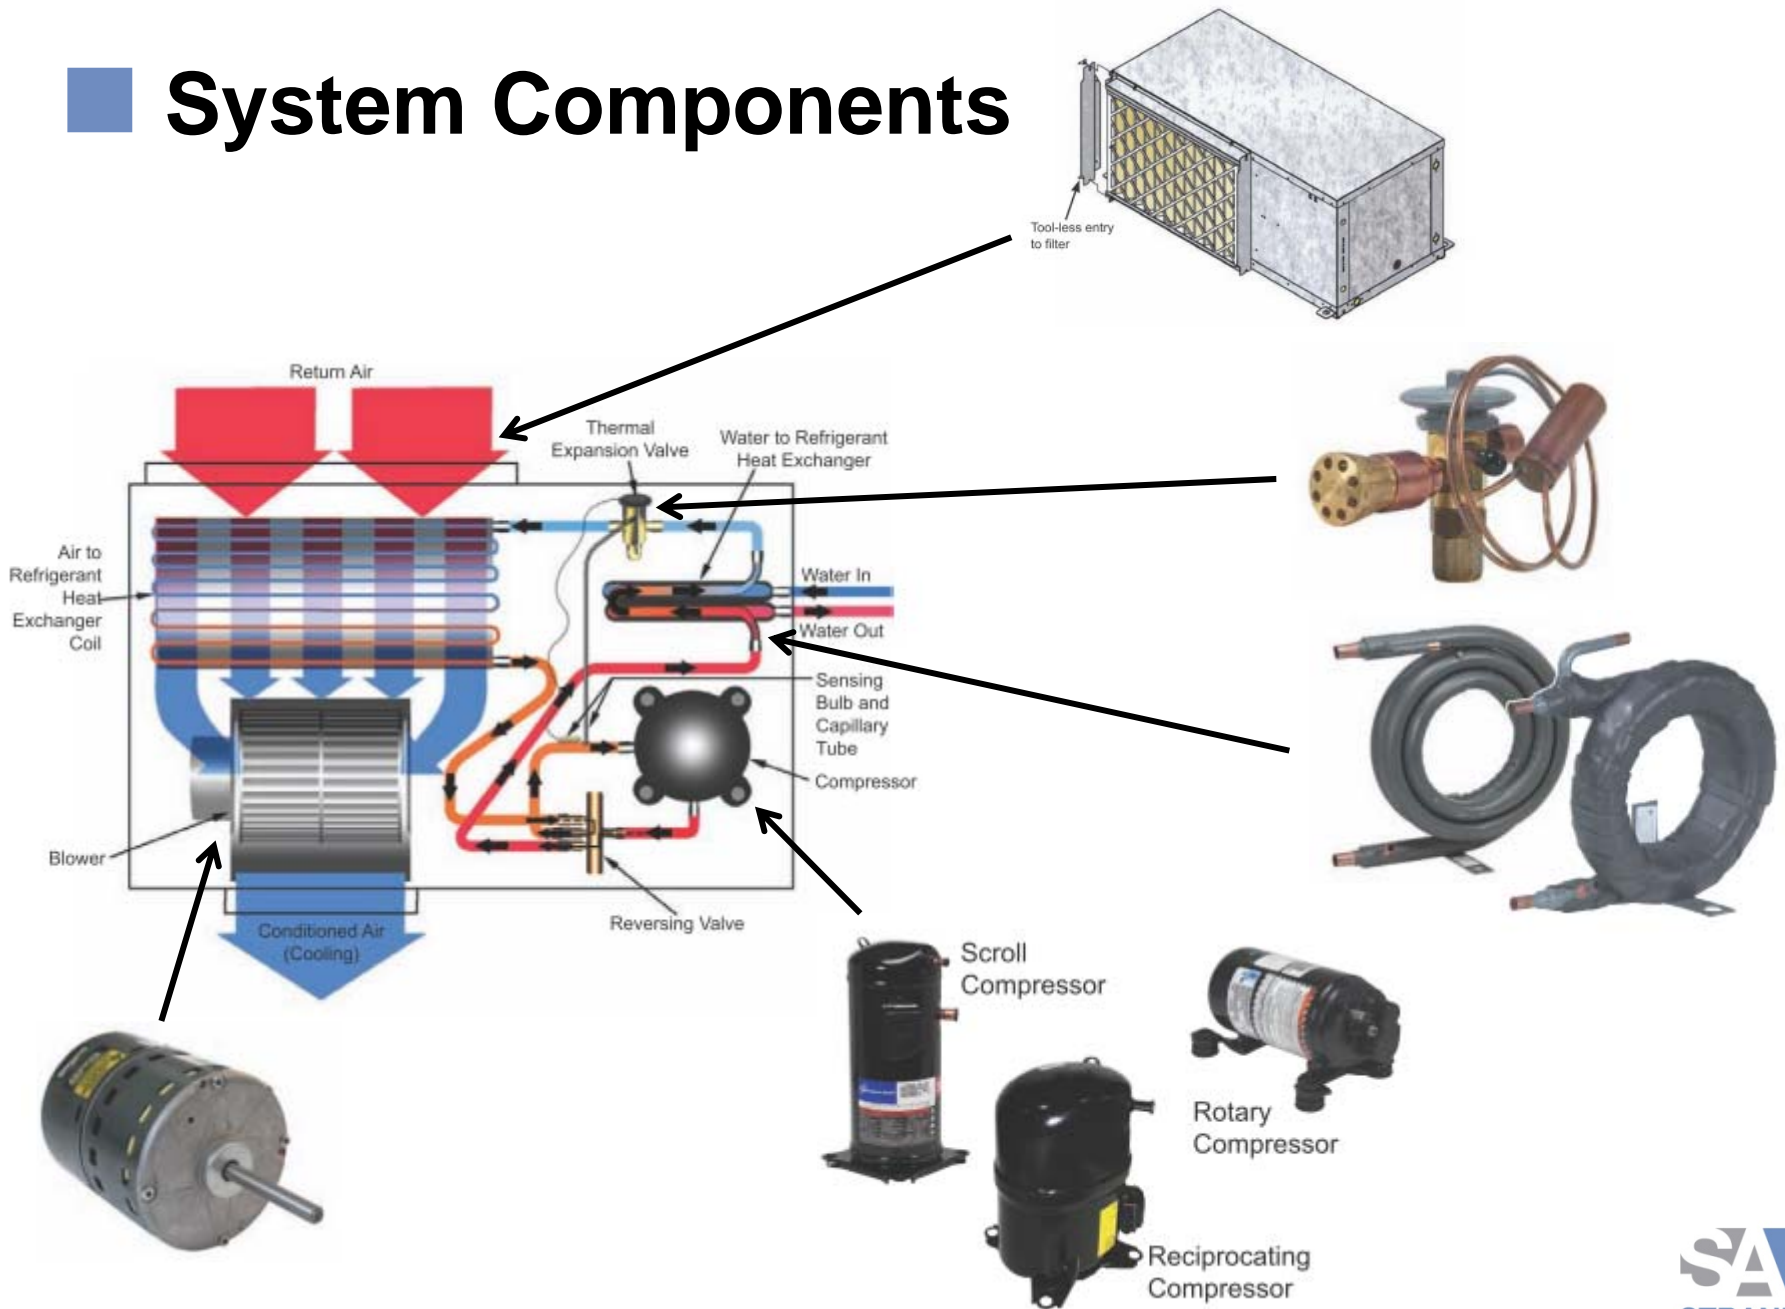 System Components
Tool-less entry
to filter
Return Air
Thermal
Expansion Valve
Water to Refrigerant
Heat Exchanger
Air to
Refrigerant
Heat
Exchanger
Coil
Water In
Water Out
Sensing
Bulb and
Capillary
Tube
Compressor
Blower
Reversing Valve
Conditioned Air
(Cooling)
Scroll
Compressor
Rotary
Compressor
Reciprocating
Compressor